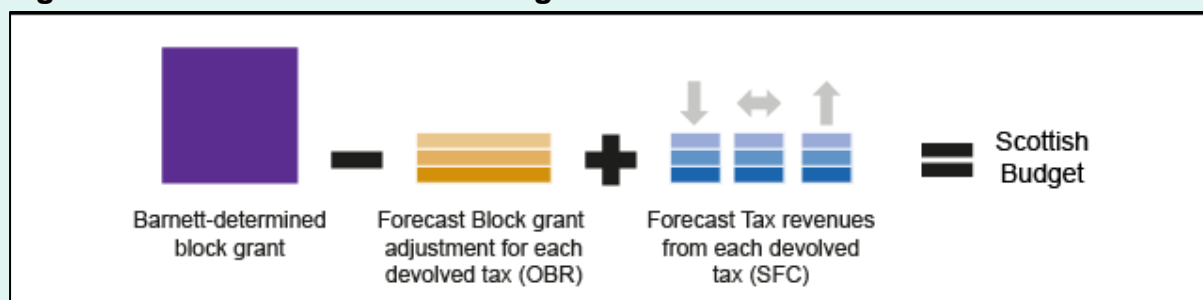 Scottish
Budget
Barnett-determined
block grant
Forecast Block grant
adjustment for each
devolved tax (OBR)
Forecast Tax revenues
from each devolved
tax (SFC)